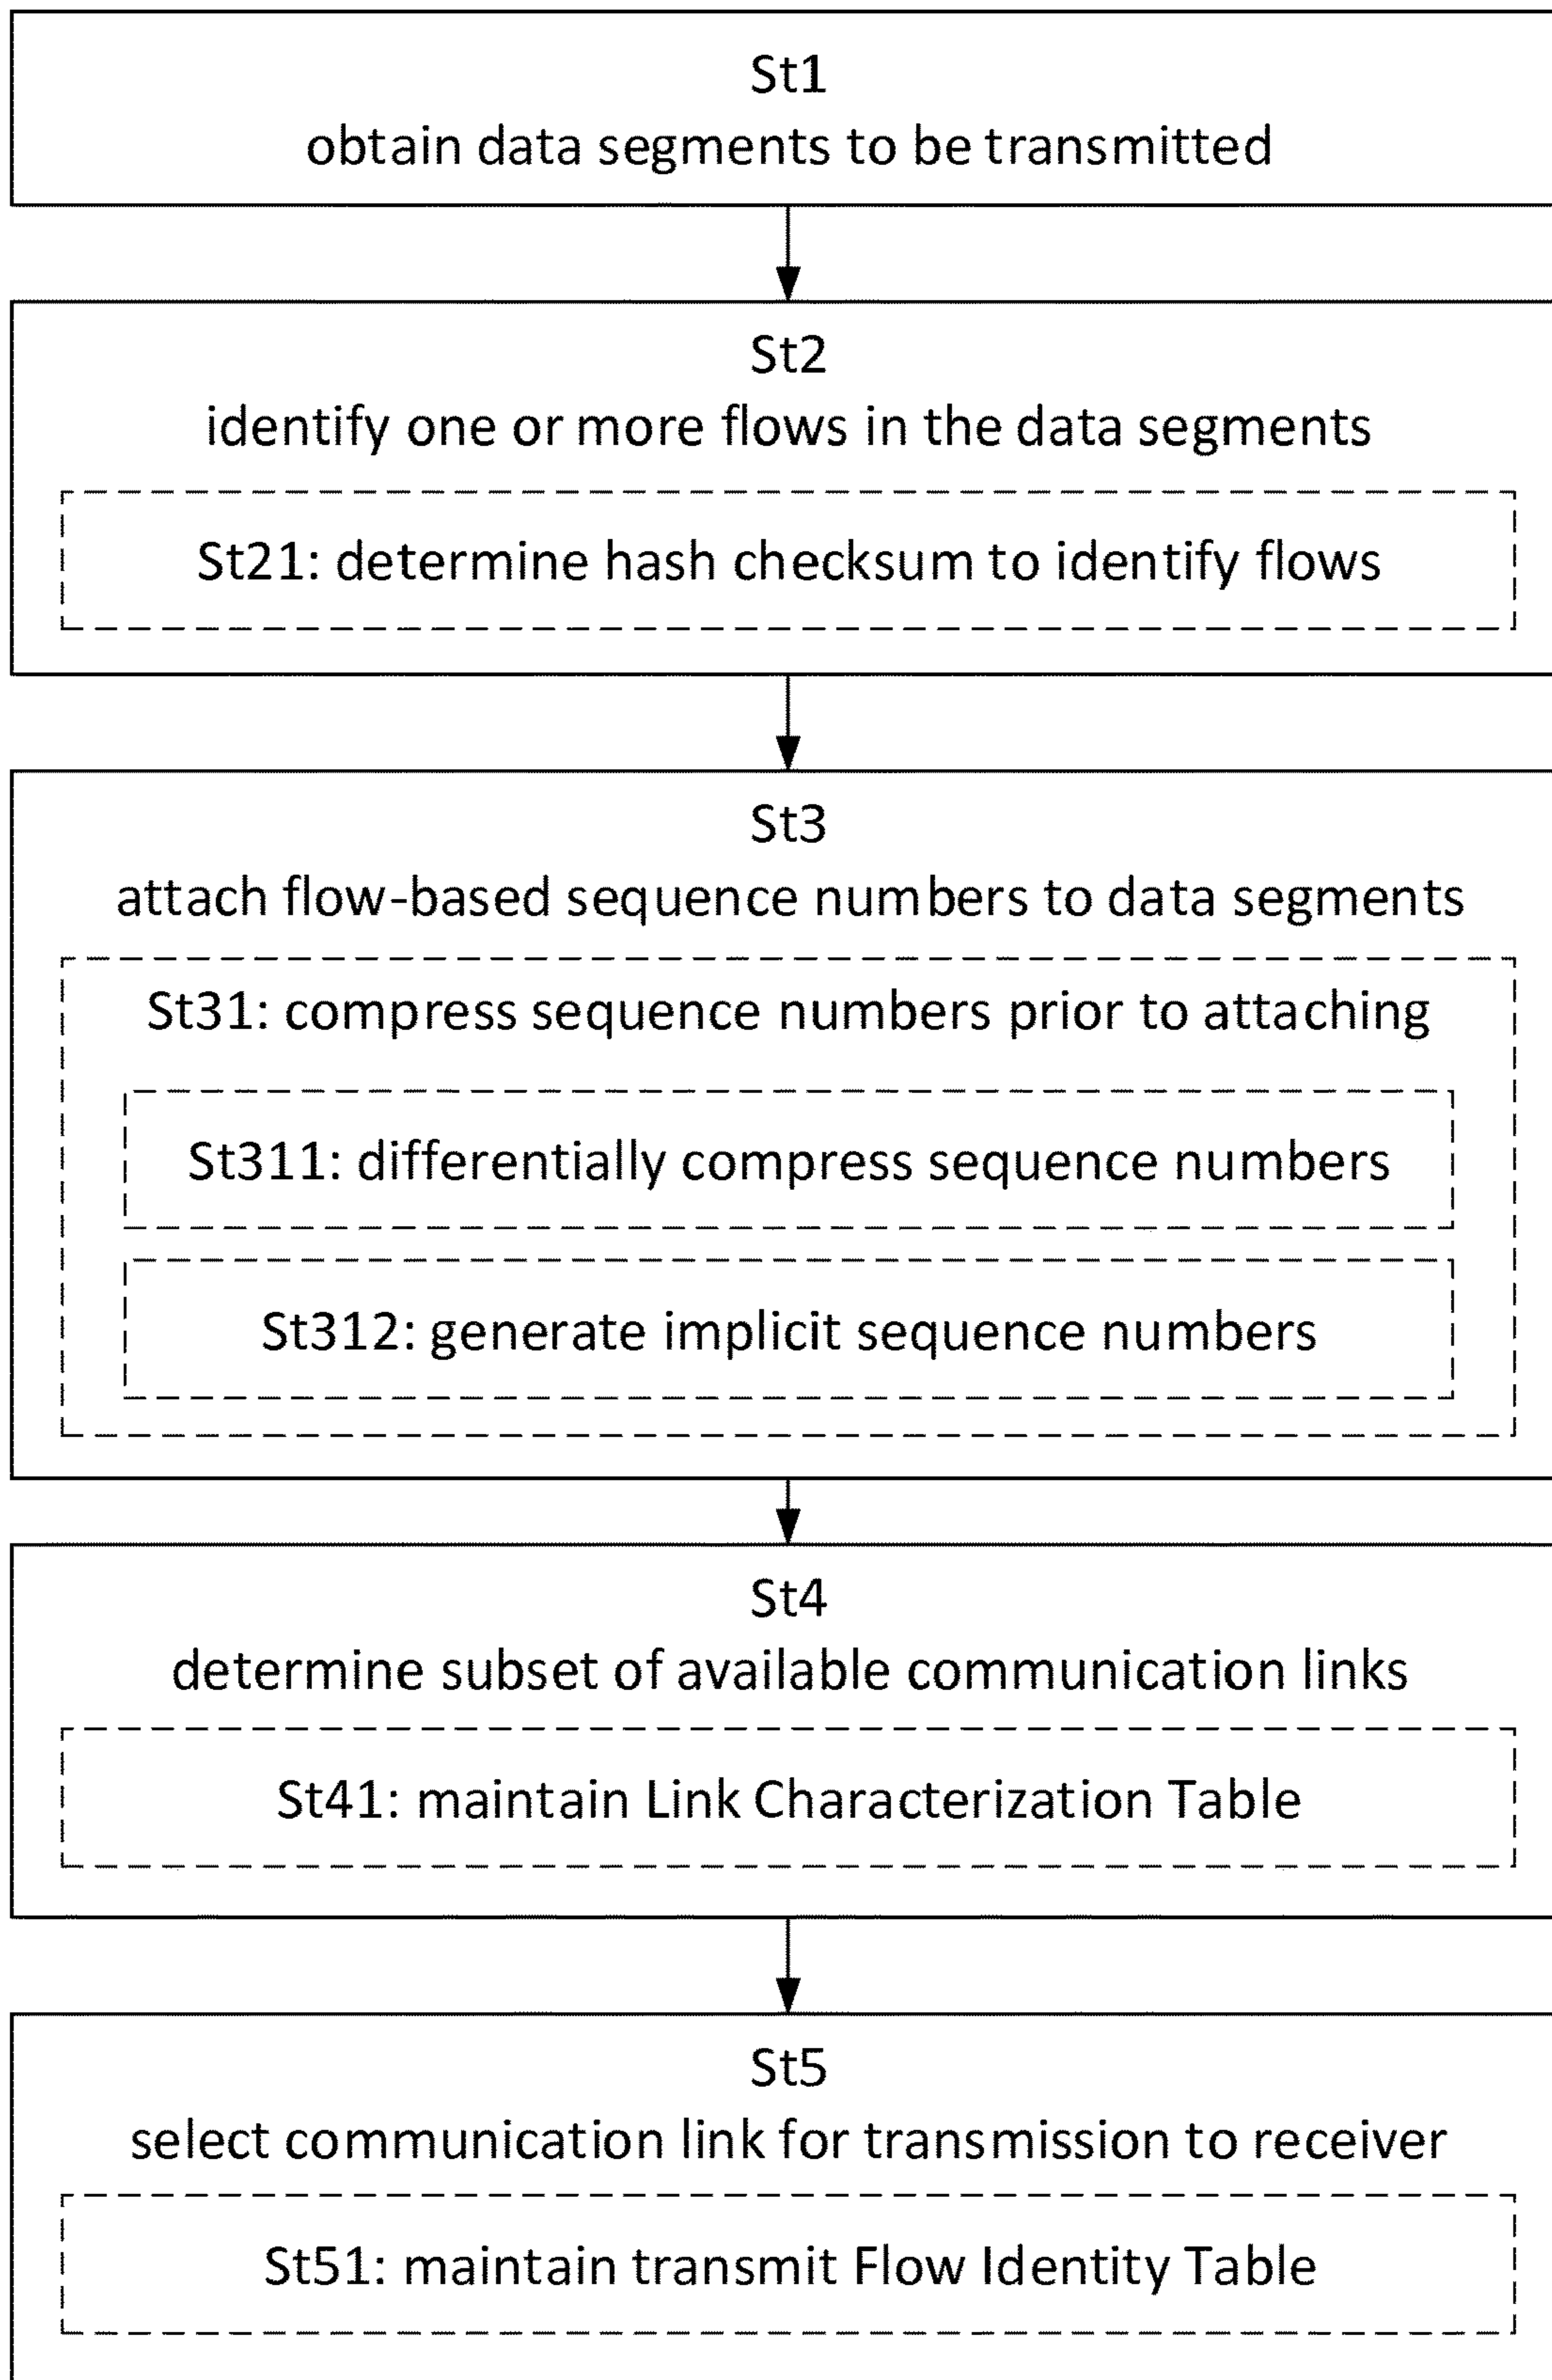 St1
obtain data segments to be transmitted
St2
identify one or more flows in the data segments
St21: determine hash checksum to identify flows
St3
attach flow-based sequence numbers to data segments
St31: compress sequence numbers prior to attaching
St311: differentially compress sequence numbers
St312: generate implicit sequence numbers
St4
determine subset of available communication links
St41: maintain Link Characterization Table
St5
select communication link for transmission to receiver
St51: maintain transmit Flow Identity Table